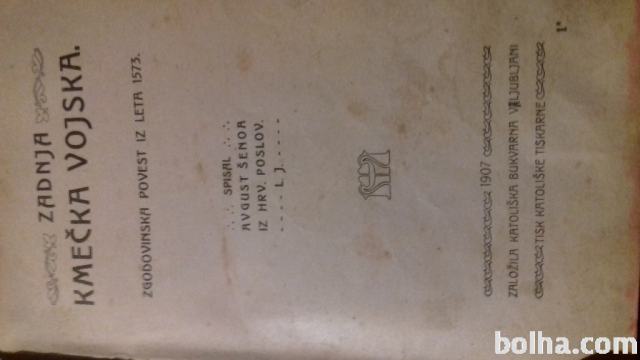 ZADNJA
KMEČKA VOJSKA.
ZGODOVINSKA POVEST IZ LETA 1573.
SPISAL
AVGUST ŠENOA
IZ HRV. POSLOV.
L. J.
1907
ZALOŽILA KATOLIŠKA BUKVARNA V LJUBLJANI
TISK KATOLIŠKE TISKARNE
1*
bolha.com